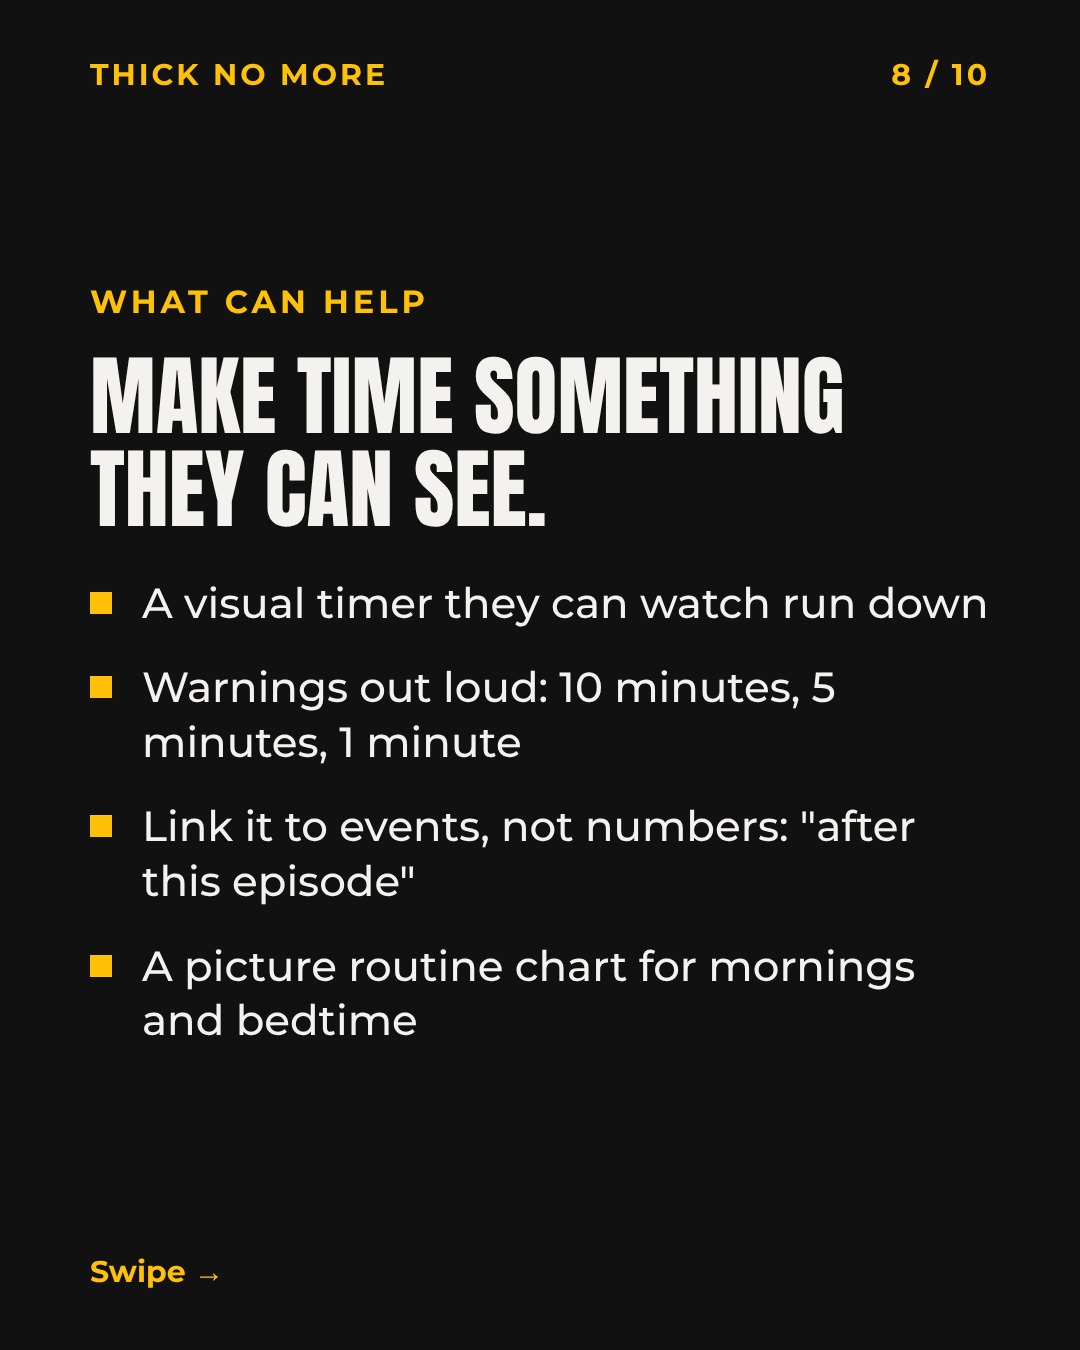 THICK NO MORE
8 / 10
WHAT CAN HELP
MAKE TIME SOMETHING
THEY CAN SEE.
A visual timer they can watch run down
Warnings out loud: 10 minutes, 5
minutes, 1 minute
Link it to events, not numbers: "after
this episode"
A picture routine chart for mornings
and bedtime
Swipe →